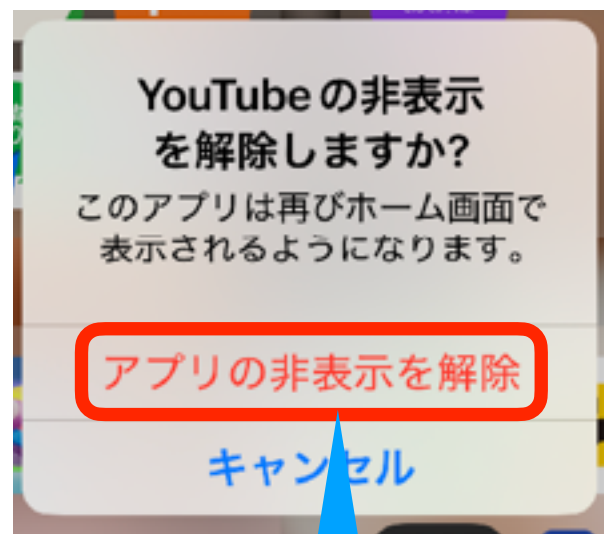 YouTubeの非表示
を解除しますか?
このアプリは再びホーム画面で
表示されるようになります。
アプリの非表示を解除
キャンセル